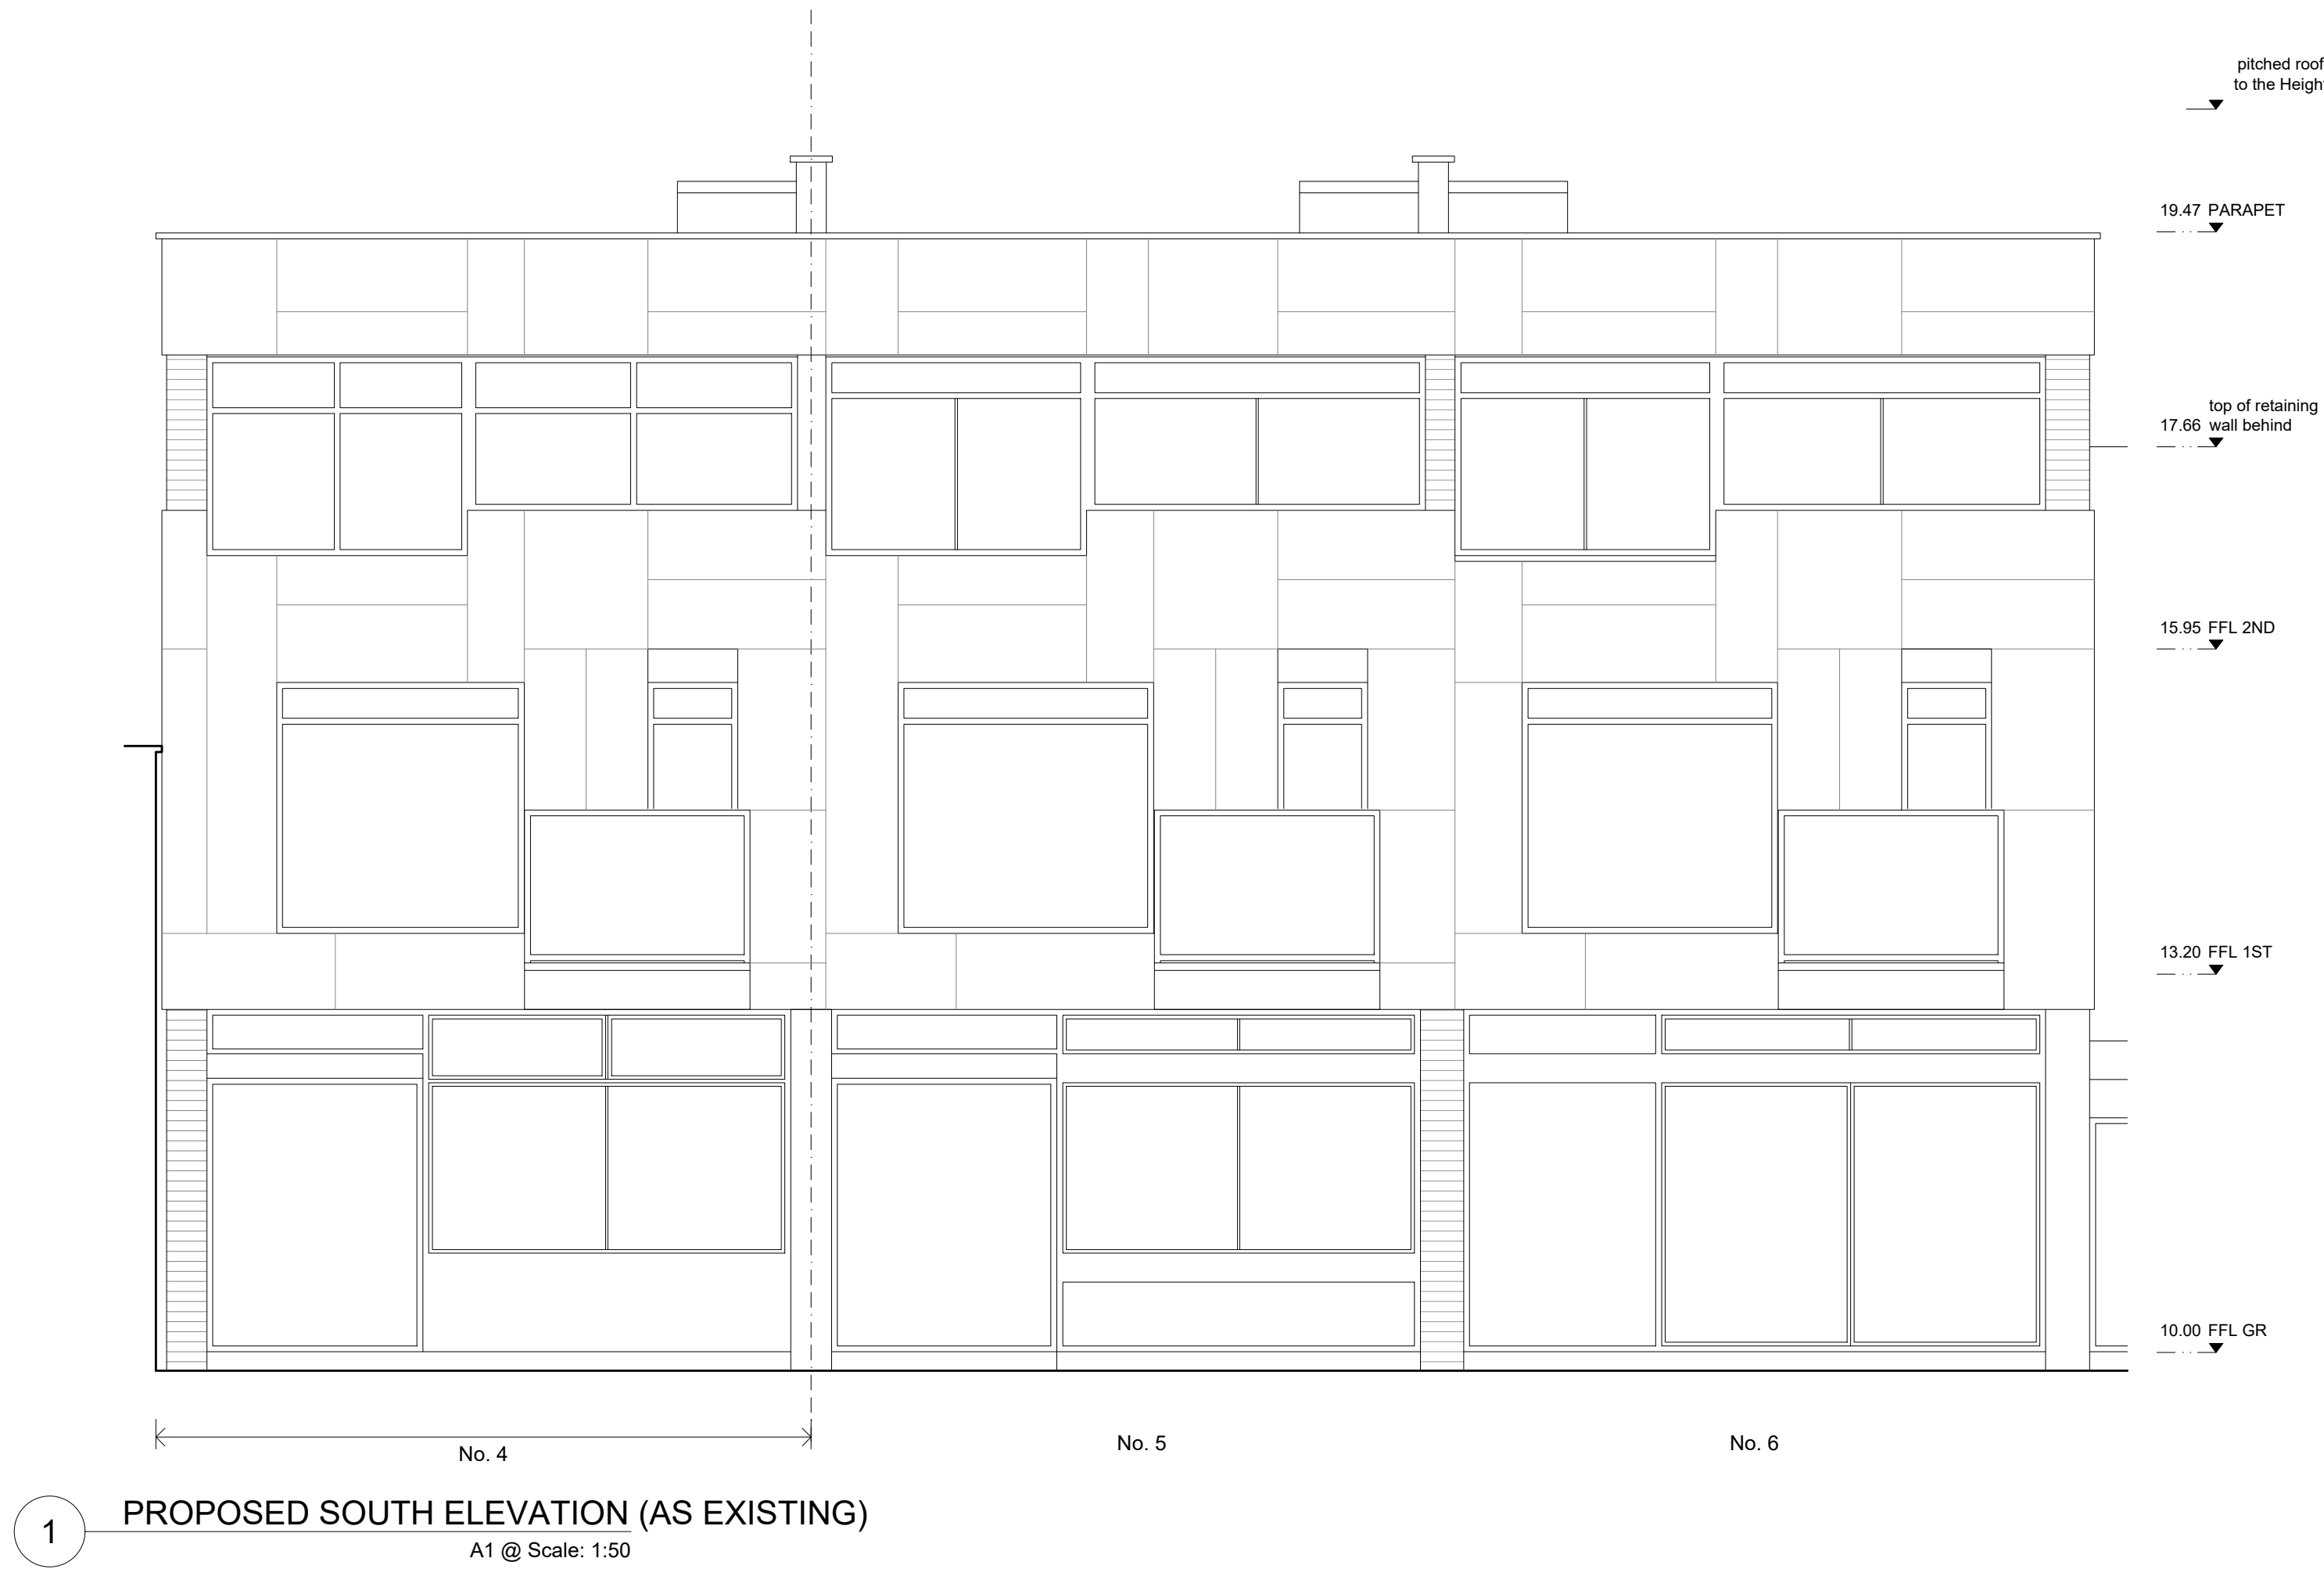 pitched roof
to the Height
19.47 PARAPET
top of retaining
17.66 wall behind
15.95 FFL 2ND
13.20 FFL 1ST
10.00 FFL GR
No. 4
No. 5
No. 6
1
PROPOSED SOUTH ELEVATION (AS EXISTING)
A1 @ Scale: 1:50